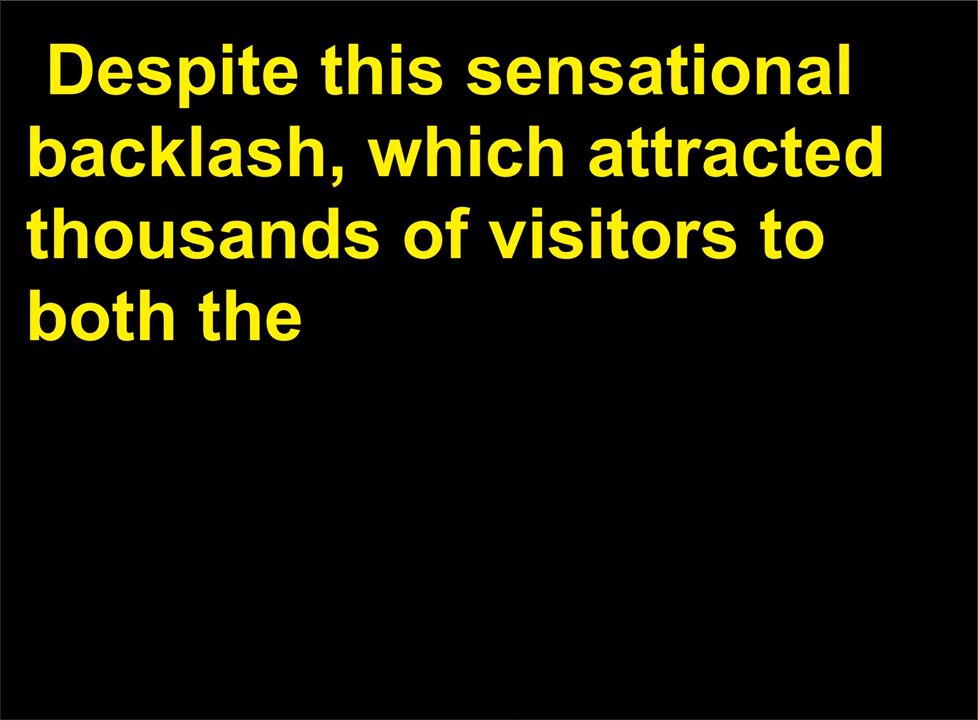 Despite this sensational
backlash, which attracted
thousands of visitors to
both the